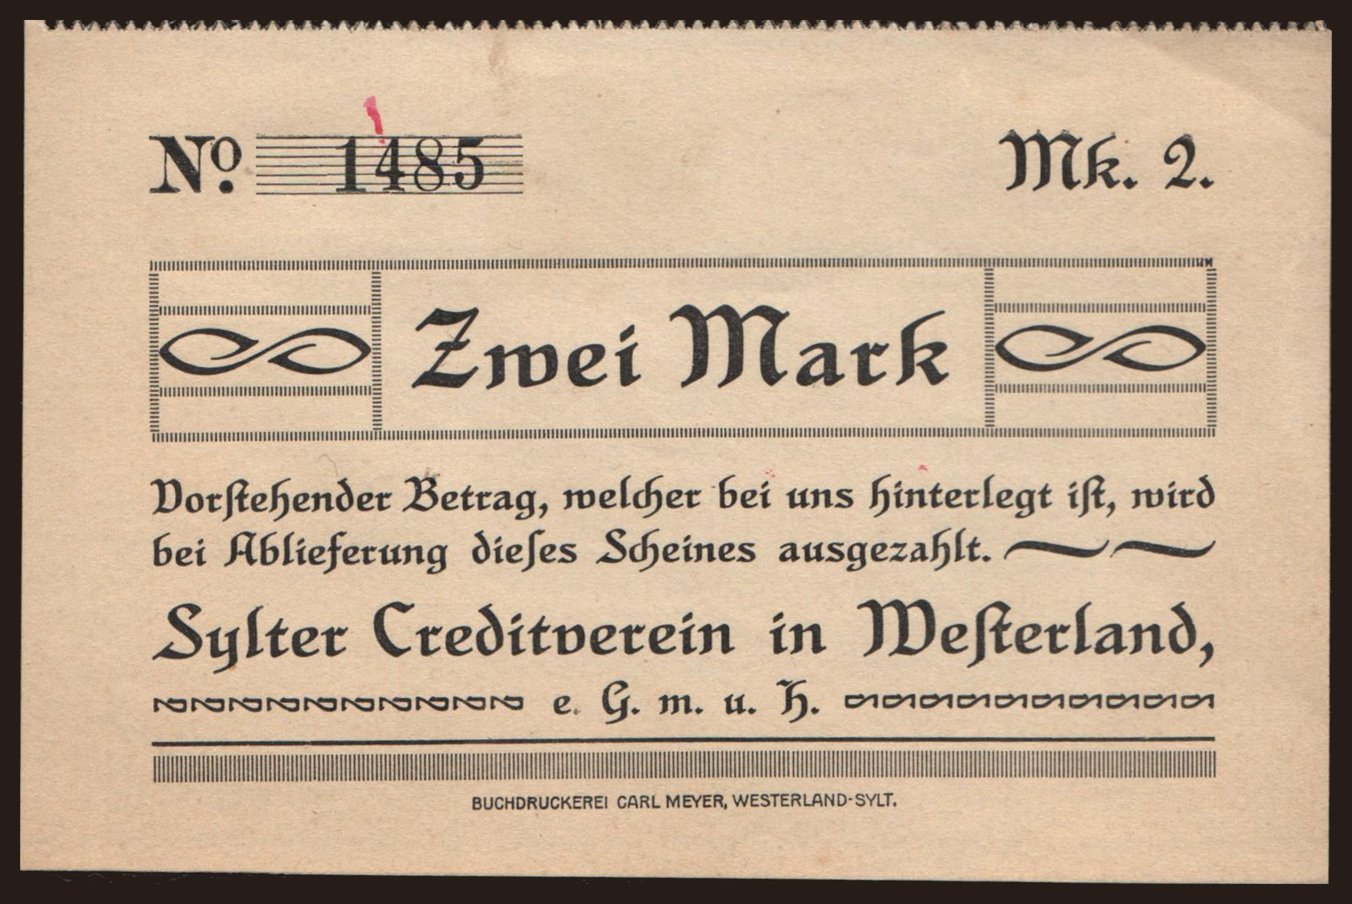 No. 1485 Mk. 2.
Zwei Mark
Vorstehender Betrag, welcher bei uns hinterlegt ist, wird
bei Ablieferung dieses Scheines ausgezahlt.
Sylter Creditverein in Westerland,
e. G. m. u. H.
BUCHDRUCKEREI CARL MEYER, WESTERLAND-SYLT.